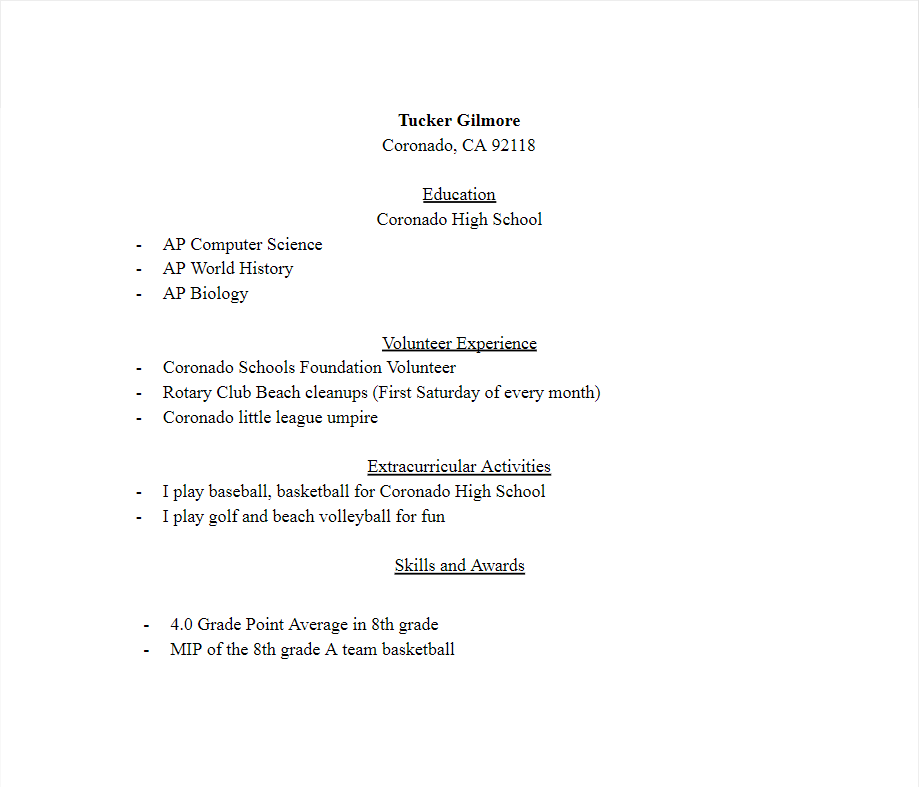 Tucker Gilmore
Coronado, CA 92118
Education
Coronado High School
- AP Computer Science
- AP World History
- AP Biology
Volunteer Experience
- Coronado Schools Foundation Volunteer
- Rotary Club Beach cleanups (First Saturday of every month)
- Coronado little league umpire
Extracurricular Activities
- I play baseball, basketball for Coronado High School
- I play golf and beach volleyball for fun
Skills and Awards
- 4.0 Grade Point Average in 8th grade
- MIP of the 8th grade A team basketball